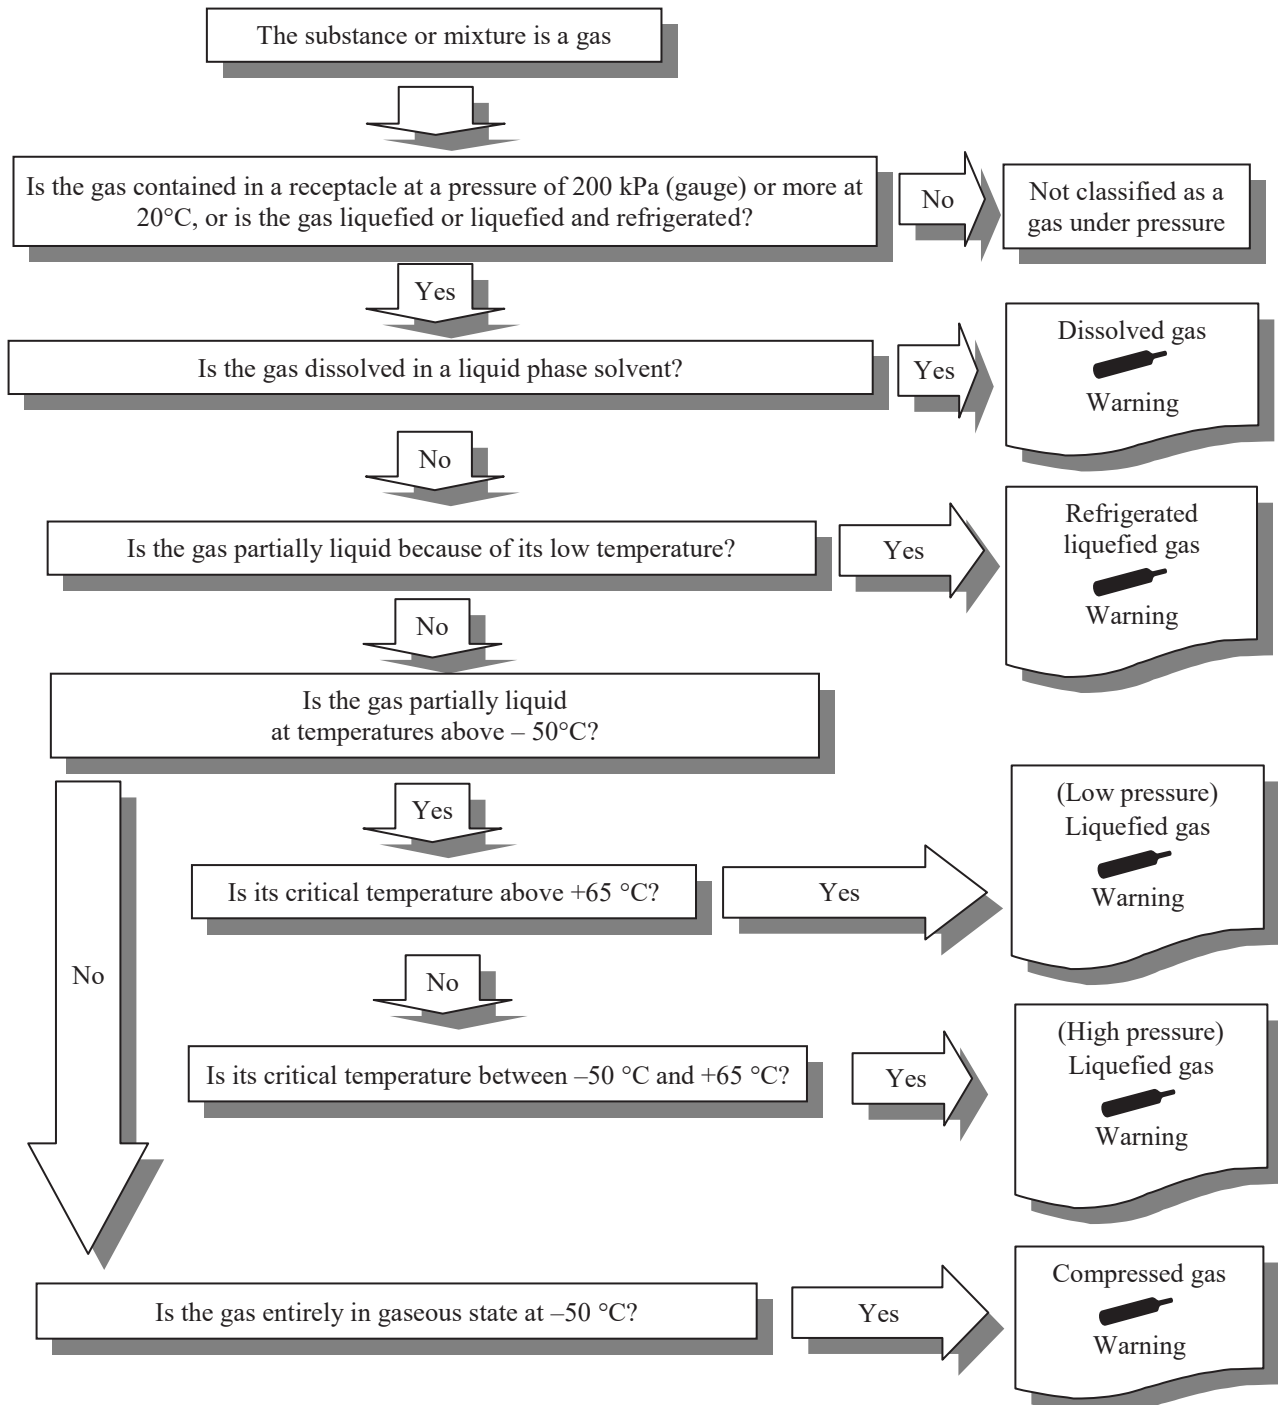 The substance or mixture is a gas
Is the gas contained in a receptacle at a pressure of 200 kPa (gauge) or more at
20°C, or is the gas liquefied or liquefied and refrigerated?
No
Not classified as a
gas under pressure
Yes
Is the gas dissolved in a liquid phase solvent?
Yes
Dissolved gas
Warning
No
Is the gas partially liquid because of its low temperature?
Yes
Refrigerated
liquefied gas
Warning
No
Is the gas partially liquid
at temperatures above – 50°C?
Yes
Is its critical temperature above +65 °C?
Yes
(Low pressure)
Liquefied gas
Warning
No
No
Is its critical temperature between –50 °C and +65 °C?
Yes
(High pressure)
Liquefied gas
Warning
Is the gas entirely in gaseous state at –50 °C?
Yes
Compressed gas
Warning